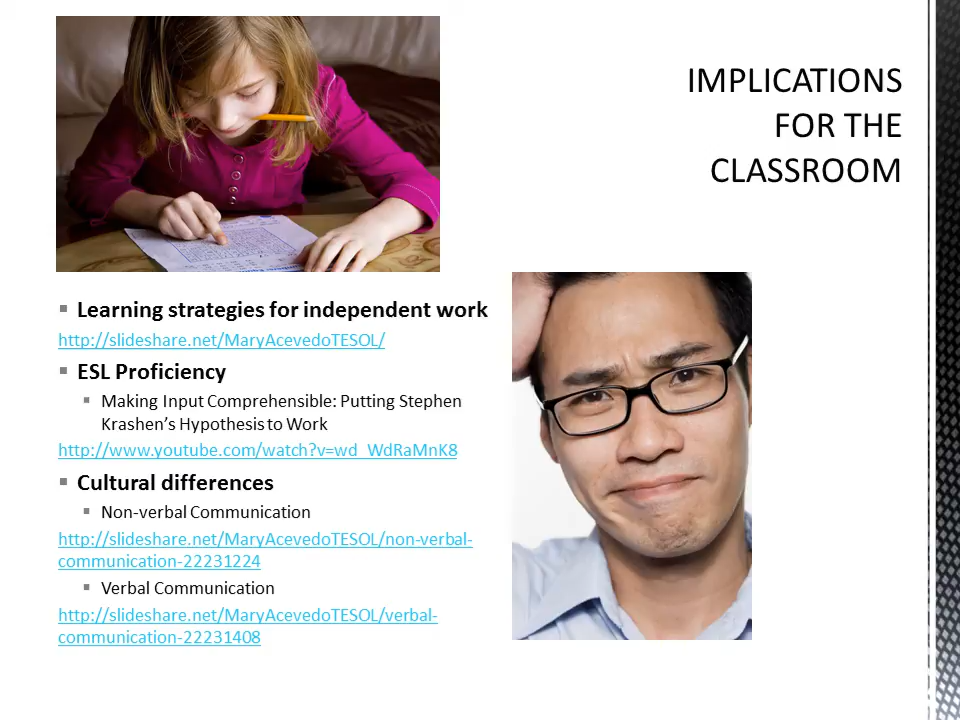 IMPLICATIONS
FOR THE
CLASSROOM
▪ Learning strategies for independent work
http://slideshare.net/MaryAcevedoTESOL/
▪ ESL Proficiency
▪ Making Input Comprehensible: Putting Stephen
Krashen’s Hypothesis to Work
http://www.youtube.com/watch?v=wd_WdRaMnK8
▪ Cultural differences
▪ Non-verbal Communication
http://slideshare.net/MaryAcevedoTESOL/non-verbal-
communication-22231224
▪ Verbal Communication
http://slideshare.net/MaryAcevedoTESOL/verbal-
communication-22231408